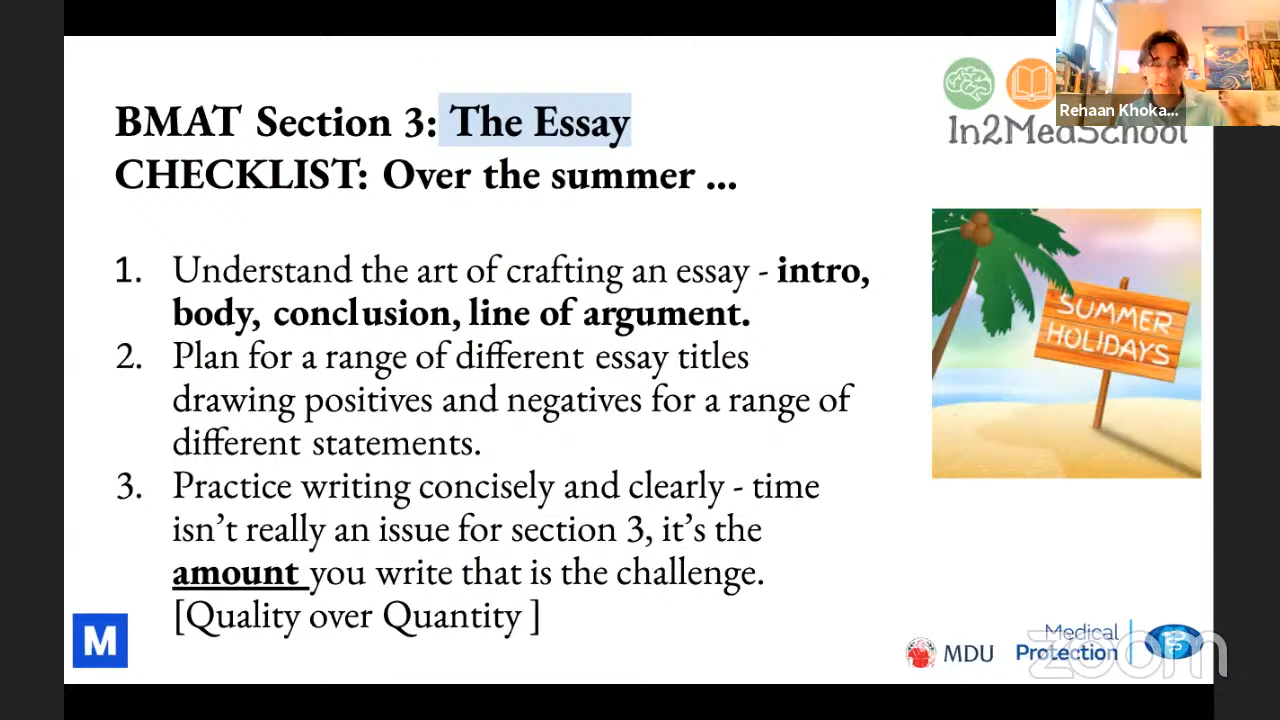 BMAT Section 3: The Essay
CHECKLIST: Over the summer ...
1. Understand the art of crafting an essay - intro,
body, conclusion, line of argument.
2. Plan for a range of different essay titles
drawing positives and negatives for a range of
different statements.
3. Practice writing concisely and clearly - time
isn't really an issue for section 3, it's the
amount you write that is the challenge.
[Quality over Quantity ]
Rehaan Khoka...
In2MedSchool
SUMMER
HOLIDAYS
M
MDU
Medical
Protection
zoom